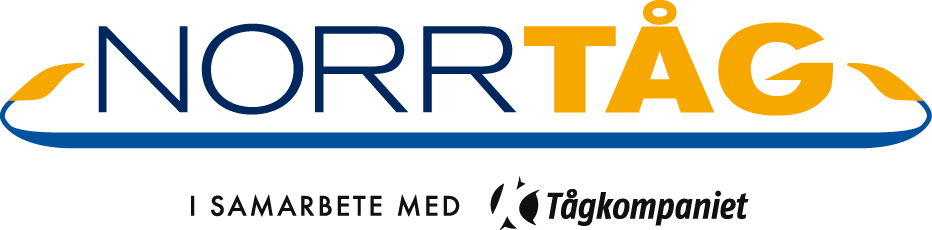 NORRTÅG
I SAMARBETE MED Tågkompaniet